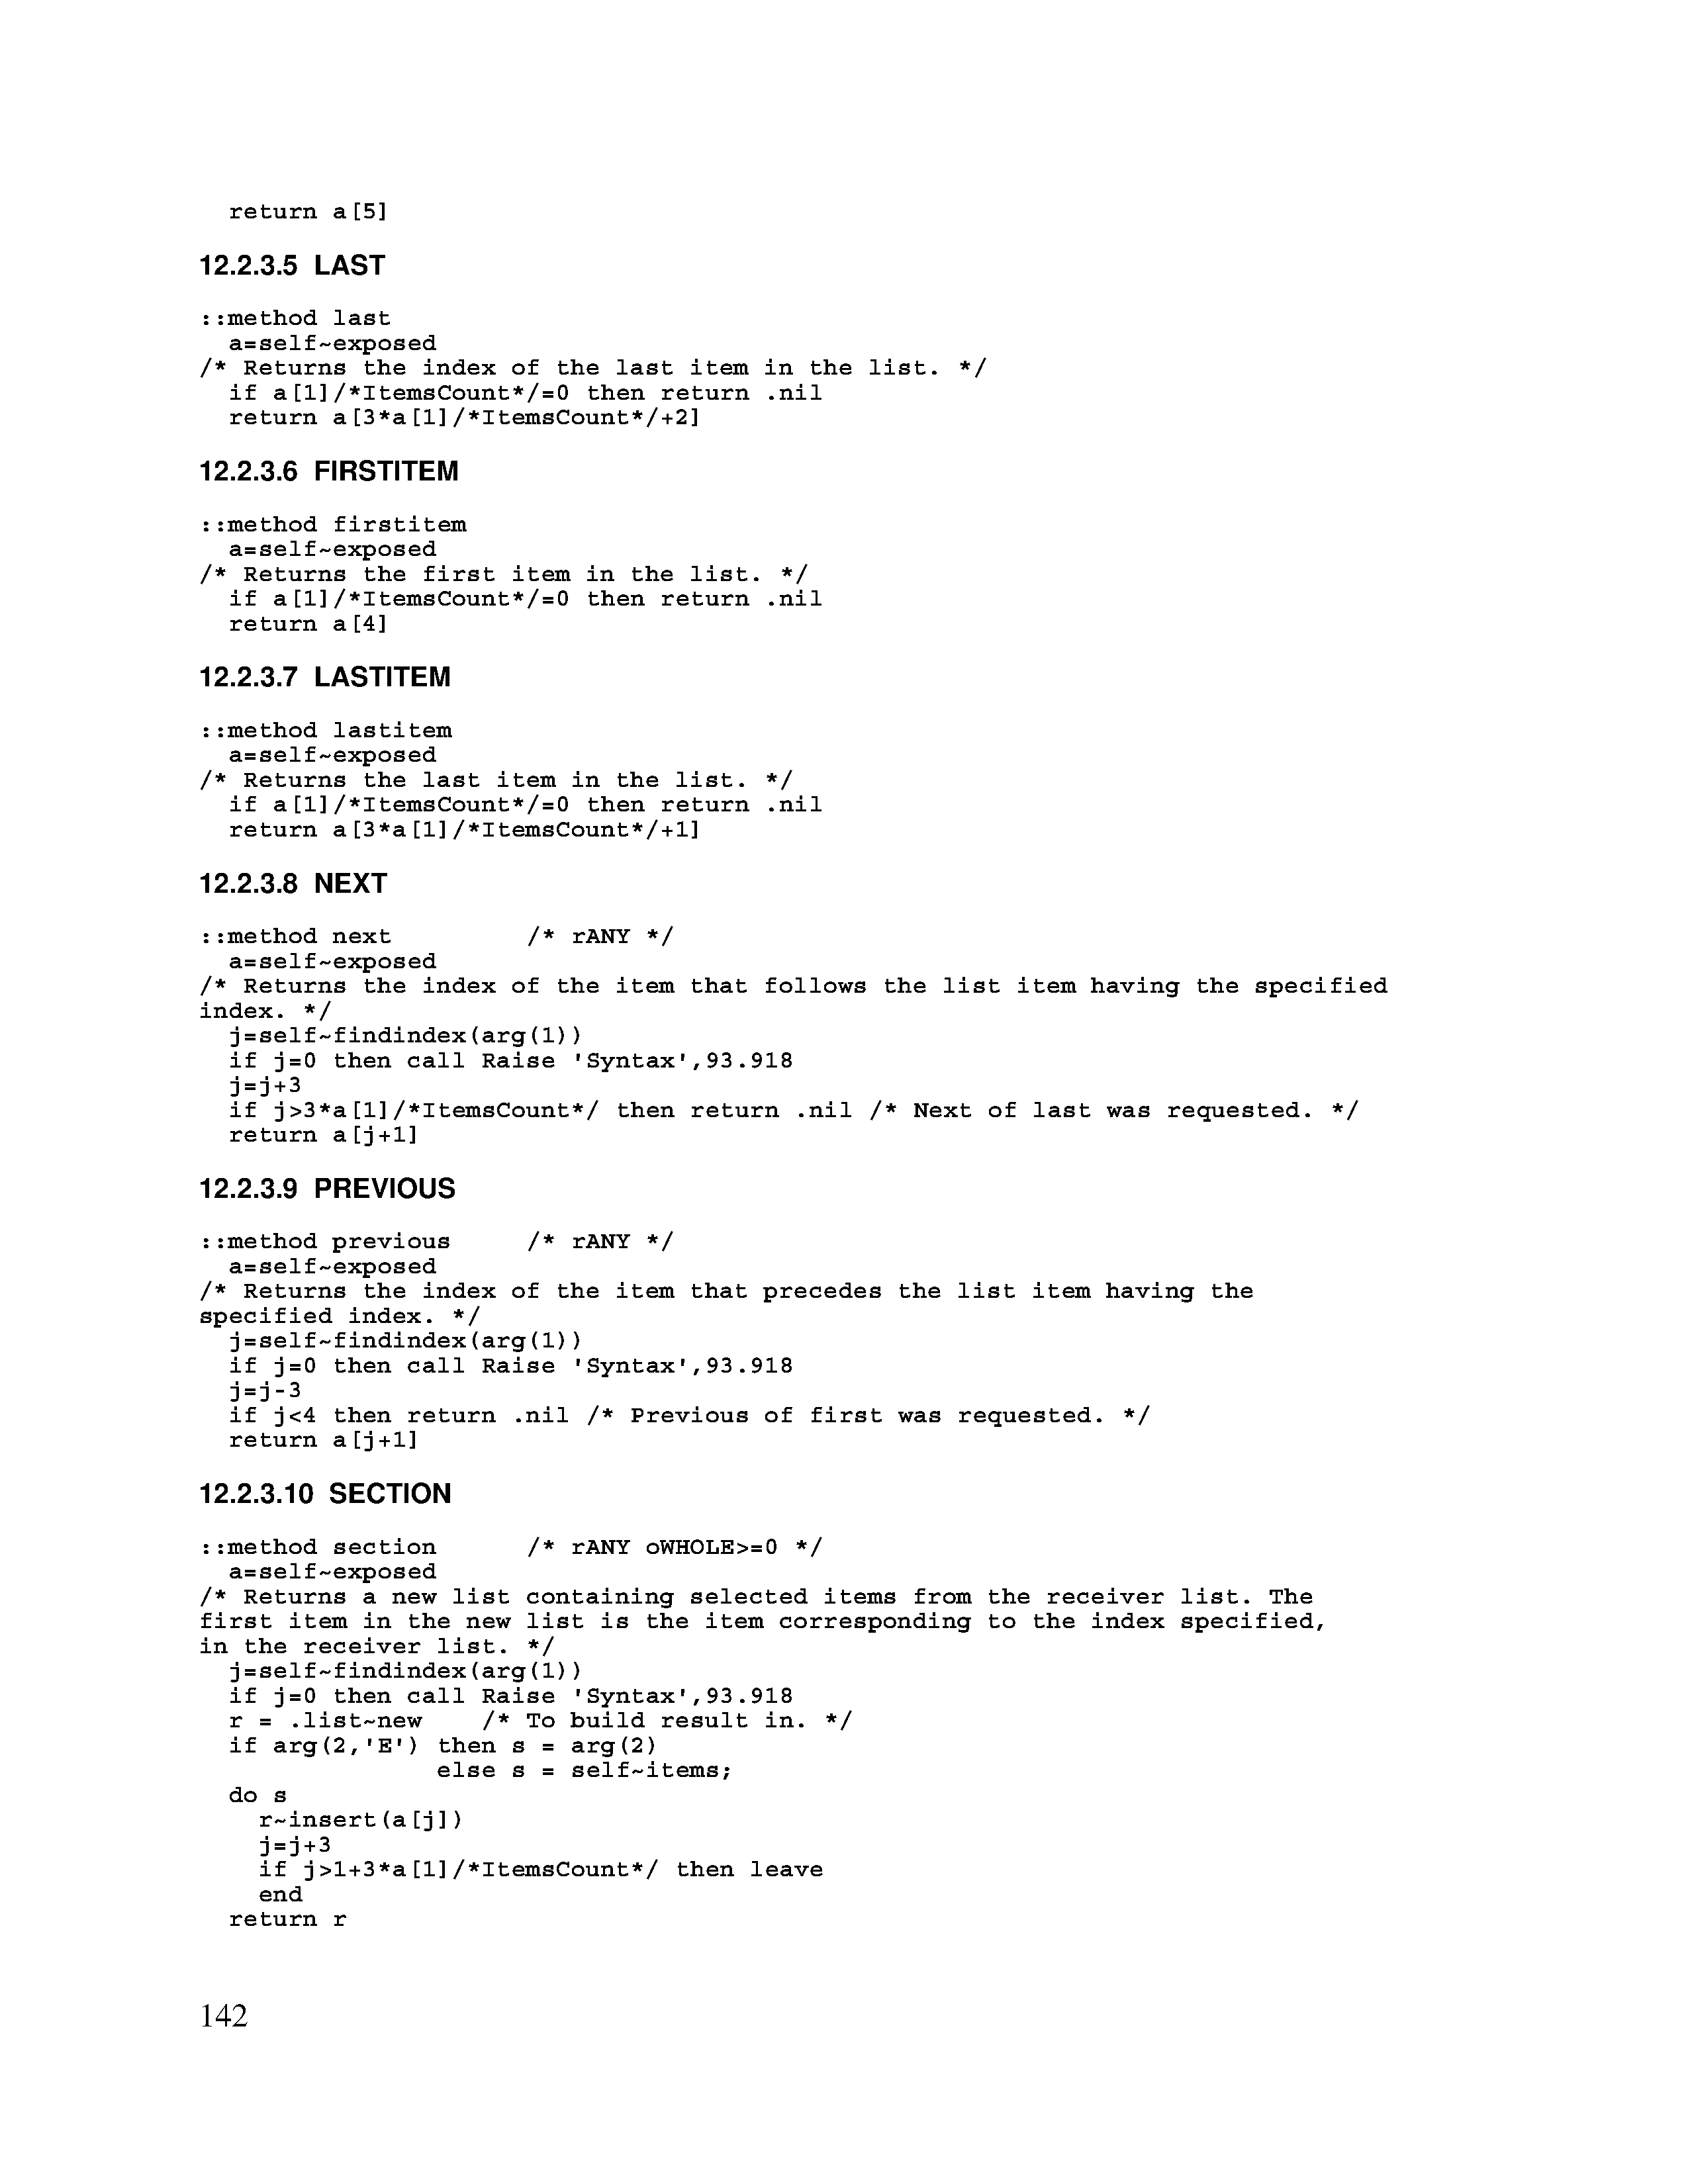 return a[5]
12.2.3.5  LAST
::method last
  a=self~exposed
/* Returns the index of the last item in the list. */
  if a[1]/*ItemsCount*/=0 then return .nil
  return a[3*a[1]/*ItemsCount*/+2]
12.2.3.6  FIRSTITEM
::method firstitem
  a=self~exposed
/* Returns the first item in the list. */
  if a[1]/*ItemsCount*/=0 then return .nil
  return a[4]
12.2.3.7  LASTITEM
::method lastitem
  a=self~exposed
/* Returns the last item in the list. */
  if a[1]/*ItemsCount*/=0 then return .nil
  return a[3*a[1]/*ItemsCount*/+1]
12.2.3.8  NEXT
::method next         /* rANY */
  a=self~exposed
/* Returns the index of the item that follows the list item having the specified
index. */
  j=self~findindex(arg(1))
  if j=0 then call Raise 'Syntax',93.918
  j=j+3
  if j>3*a[1]/*ItemsCount*/ then return .nil /* Next of last was requested. */
  return a[j+1]
12.2.3.9  PREVIOUS
::method previous     /* rANY */
  a=self~exposed
/* Returns the index of the item that precedes the list item having the
specified index. */
  j=self~findindex(arg(1))
  if j=0 then call Raise 'Syntax',93.918
  j=j-3
  if j<4 then return .nil /* Previous of first was requested. */
  return a[j+1]
12.2.3.10  SECTION
::method section      /* rANY oWHOLE>=0 */
  a=self~exposed
/* Returns a new list containing selected items from the receiver list. The
first item in the new list is the item corresponding to the index specified,
in the receiver list. */
  j=self~findindex(arg(1))
  if j=0 then call Raise 'Syntax',93.918
  r = .list~new    /* To build result in. */
  if arg(2,'E') then s = arg(2)
                else s = self~items;
  do s
    r~insert(a[j])
    j=j+3
    if j>1+3*a[1]/*ItemsCount*/ then leave
    end
  return r
142